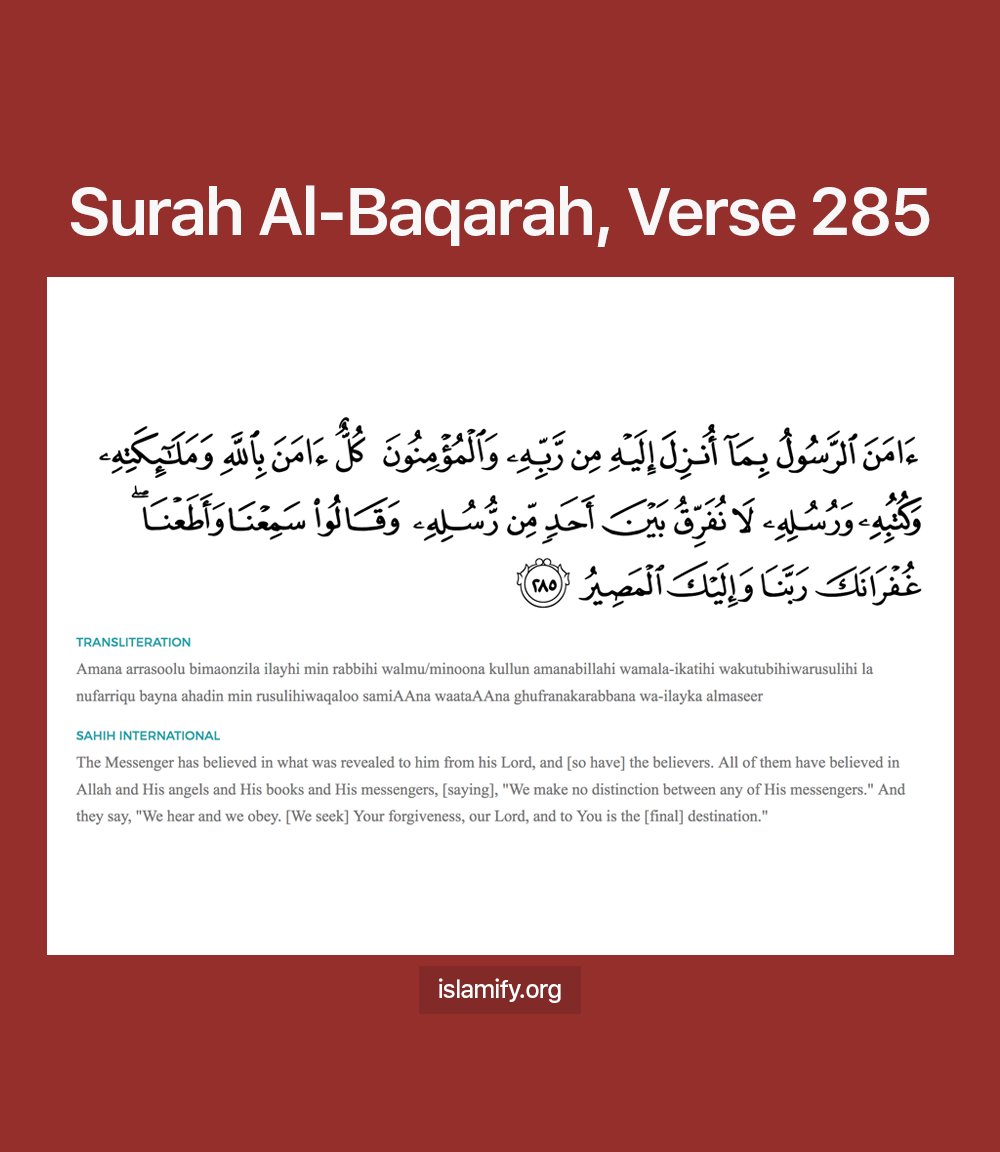 Surah Al-Baqarah, Verse 285
ءَامَنَ ٱلرَّسُولُ بِمَآ أُنزِلَ إِلَيْهِ مِن رَّبِّهِۦ وَٱلْمُؤْمِنُونَ كُلٌّ ءَامَنَ بِٱللَّهِ وَمَلَـٰٓئِكَتِهِۦ
وَكُتُبِهِۦ وَرُسُلِهِۦ لَا نُفَرِّقُ بَيْنَ أَحَدٍ مِّن رُّسُلِهِۦ وَقَالُوا۟ سَمِعْنَا وَأَطَعْنَا ۖ
غُفْرَانَكَ رَبَّنَا وَإِلَيْكَ ٱلْمَصِيرُ ٢٨٥
TRANSLITERATION
Amana arrasoolu bimaonzila ilayhi min rabbihi walmu/minoona kullun amanabillahi wamala-ikatihi wakutubihiwarusulihi la
nufarriqu bayna ahadin min rusulihiwaqaloo samiAAna waataAAna ghufranakarabbana wa-ilayka almaseer
SAHIH INTERNATIONAL
The Messenger has believed in what was revealed to him from his Lord, and [so have] the believers. All of them have believed in
Allah and His angels and His books and His messengers, [saying], "We make no distinction between any of His messengers." And
they say, "We hear and we obey. [We seek] Your forgiveness, our Lord, and to You is the [final] destination."
islamify.org